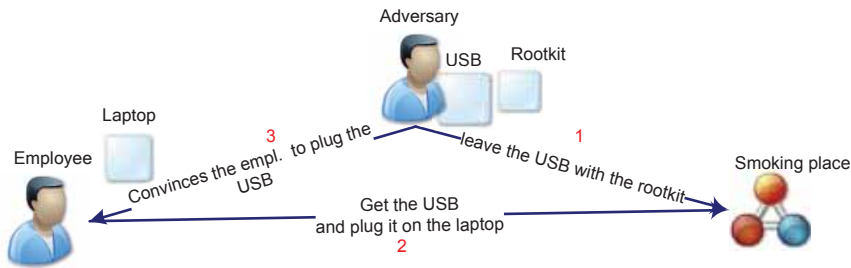 Adversary
USB
Rootkit
Laptop
Employee
3
Convinces the empl. to plug the
USB
1
leave the USB with the rootkit
Smoking place
Get the USB
and plug it on the laptop
2